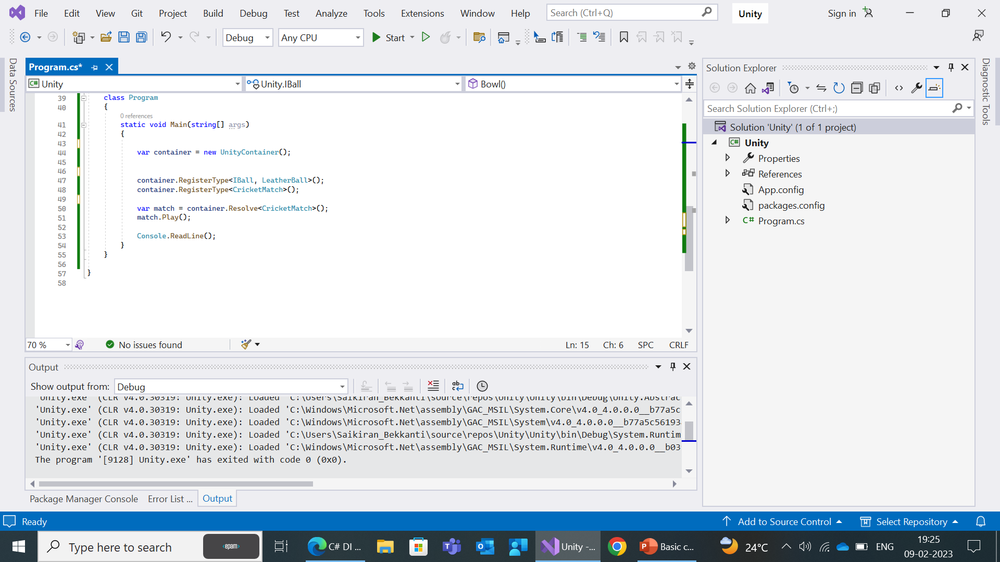 File Edit View Git Project Build Debug Test Analyze Tools Extensions Window Help Search (Ctrl+Q) Unity Sign in
Debug Any CPU Start
Data Sources
Program.cs*
Unity Unity.IBall Bowl()
39 class Program
40 {
0 references
41 static void Main(string[] args)
42 {
43
44 var container = new UnityContainer();
45
46
47 container.RegisterType<IBall, LeatherBall>();
48 container.RegisterType<CricketMatch>();
49
50 var match = container.Resolve<CricketMatch>();
51 match.Play();
52
53 Console.ReadLine();
54 }
55 }
56
57 }
58
70 % No issues found Ln: 15 Ch: 6 SPC CRLF
Output
Show output from: Debug
'Unity.exe' (CLR v4.0.30319: Unity.exe): Loaded 'C:\Users\Saikiran_Bekkanti\source\repos\Unity\Unity\bin\Debug\Unity.Abstrac
'Unity.exe' (CLR v4.0.30319: Unity.exe): Loaded 'C:\Windows\Microsoft.Net\assembly\GAC_MSIL\System.Core\v4.0_4.0.0.0__b77a5c
'Unity.exe' (CLR v4.0.30319: Unity.exe): Loaded 'C:\Windows\Microsoft.Net\assembly\GAC_MSIL\System\v4.0_4.0.0.0__b77a5c56193
'Unity.exe' (CLR v4.0.30319: Unity.exe): Loaded 'C:\Users\Saikiran_Bekkanti\source\repos\Unity\Unity\bin\Debug\System.Runtim
'Unity.exe' (CLR v4.0.30319: Unity.exe): Loaded 'C:\Windows\Microsoft.Net\assembly\GAC_MSIL\System.Runtime\v4.0_4.0.0.0__b03
The program '[9128] Unity.exe' has exited with code 0 (0x0).
Package Manager Console Error List ... Output
Solution Explorer
Search Solution Explorer (Ctrl+;)
Solution 'Unity' (1 of 1 project)
C# Unity
Properties
References
App.config
packages.config
C# Program.cs
Diagnostic Tools
Ready Add to Source Control Select Repository
Type here to search <epam> C# DI ... Unity -... Basic c... 24°C ENG 19:25
09-02-2023